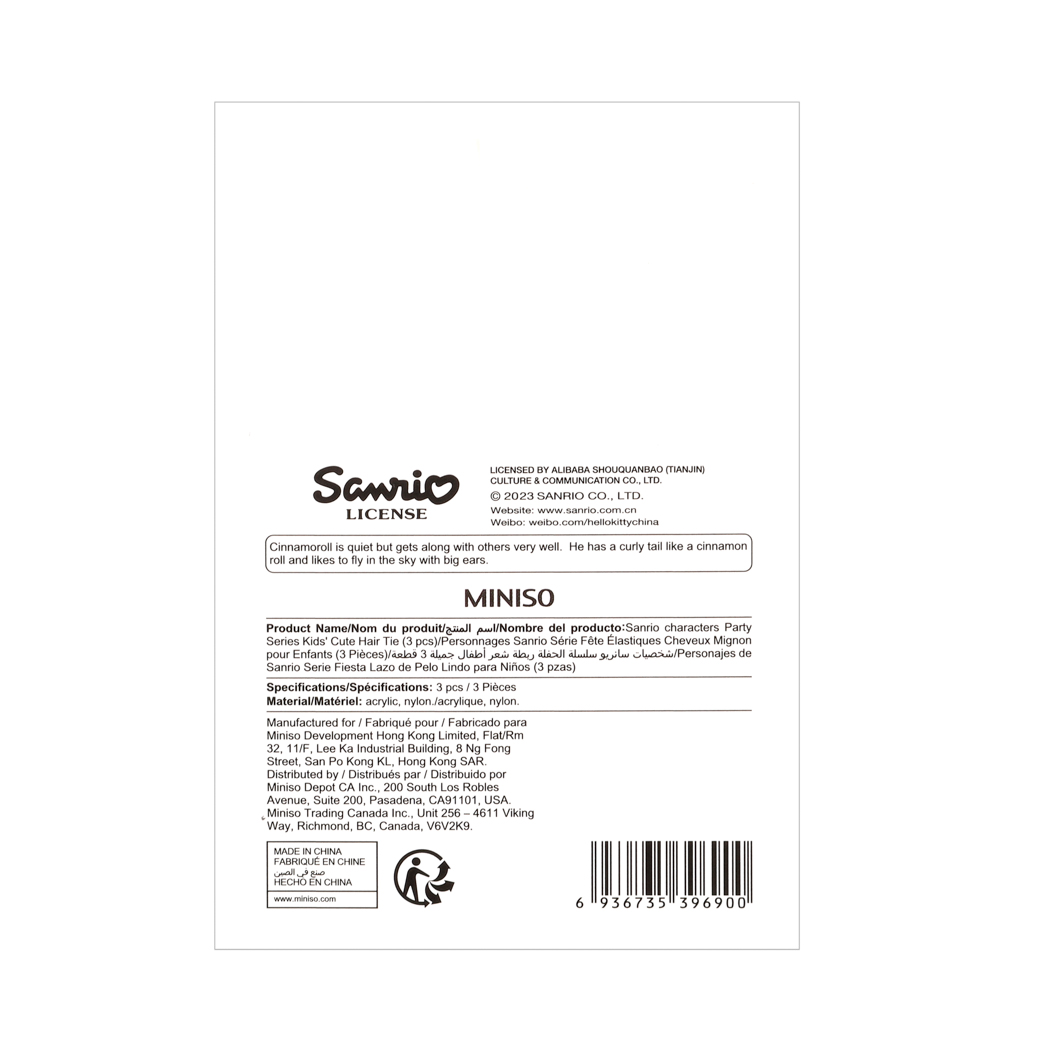 Sanrio
LICENSE
LICENSED BY ALIBABA SHOUQUANBAO (TIANJIN)
CULTURE & COMMUNICATION CO., LTD.
© 2023 SANRIO CO., LTD.
Website: www.sanrio.com.cn
Weibo: weibo.com/hellokittychina
Cinnamoroll is quiet but gets along with others very well. He has a curly tail like a cinnamon
roll and likes to fly in the sky with big ears.
MINISO
Product Name/Nom du produit/اسم المنتج/Nombre del producto:Sanrio characters Party
Series Kids' Cute Hair Tie (3 pcs)/Personnages Sanrio Série Fête Élastiques Cheveux Mignon
pour Enfants (3 Pièces)/شخصيات سانريو سلسلة الحفلة ربطة شعر أطفال جميلة 3 قطعة/Personajes de
Sanrio Serie Fiesta Lazo de Pelo Lindo para Niños (3 pzas)
Specifications/Spécifications: 3 pcs / 3 Pièces
Material/Matériel: acrylic, nylon./acrylique, nylon.
Manufactured for / Fabriqué pour / Fabricado para
Miniso Development Hong Kong Limited, Flat/Rm
32, 11/F, Lee Ka Industrial Building, 8 Ng Fong
Street, San Po Kong KL, Hong Kong SAR.
Distributed by / Distribués par / Distribuido por
Miniso Depot CA Inc., 200 South Los Robles
Avenue, Suite 200, Pasadena, CA91101, USA.
Miniso Trading Canada Inc., Unit 256 – 4611 Viking
Way, Richmond, BC, Canada, V6V2K9.
MADE IN CHINA
FABRIQUÉ EN CHINE
صنع في الصين
HECHO EN CHINA
www.miniso.com
6 936735 396900